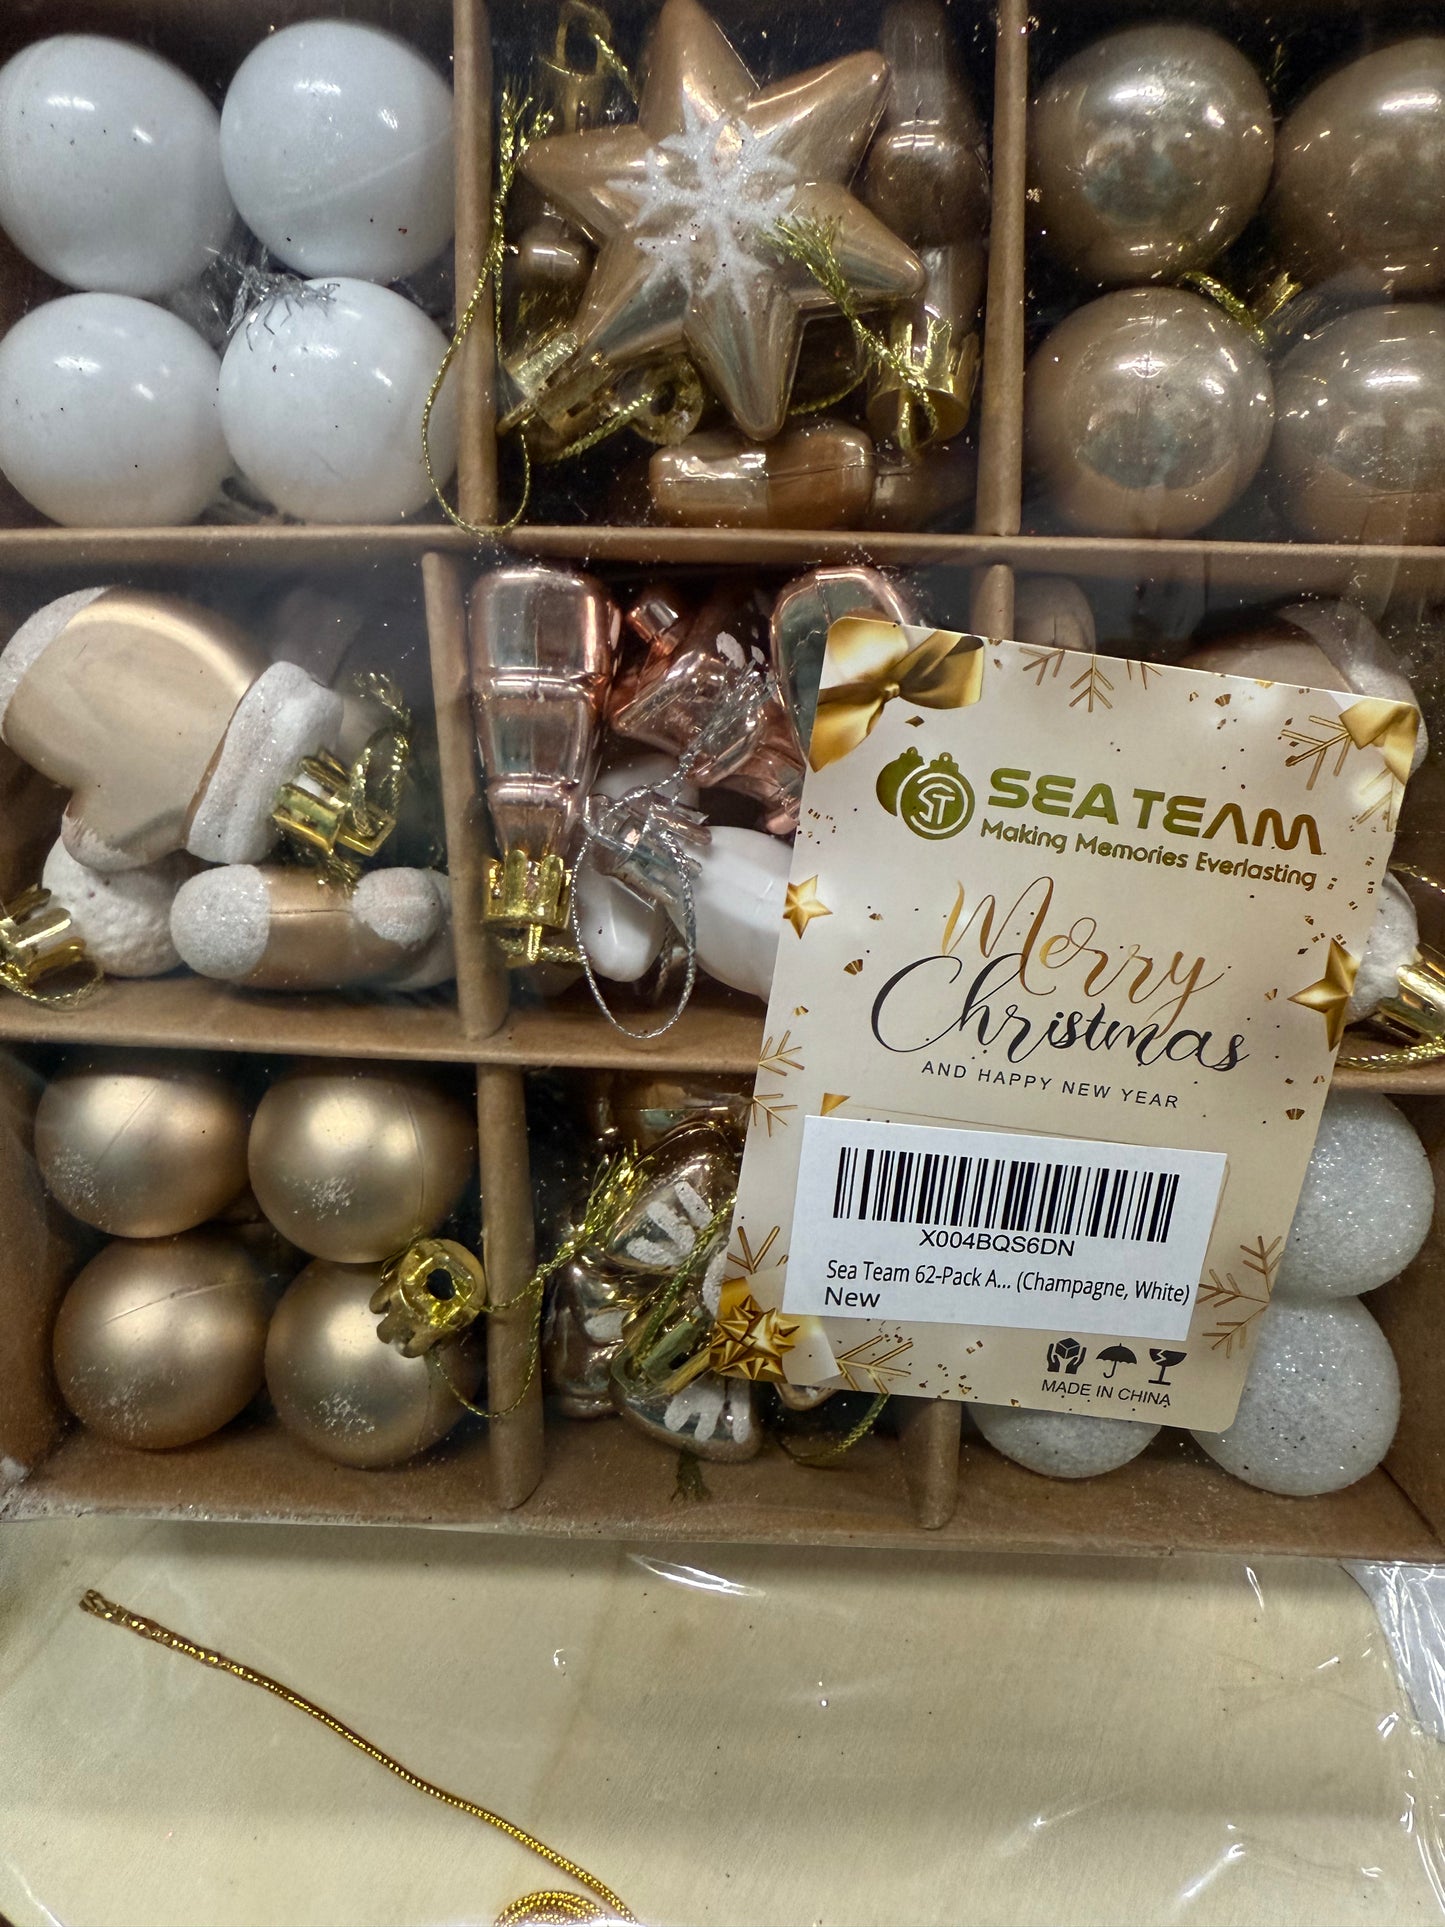 SEA TEAM
Making Memories Everlasting
Merry
Christmas
AND HAPPY NEW YEAR
X004BQS6DN
Sea Team 62-Pack A... (Champagne, White)
New
MADE IN CHINA